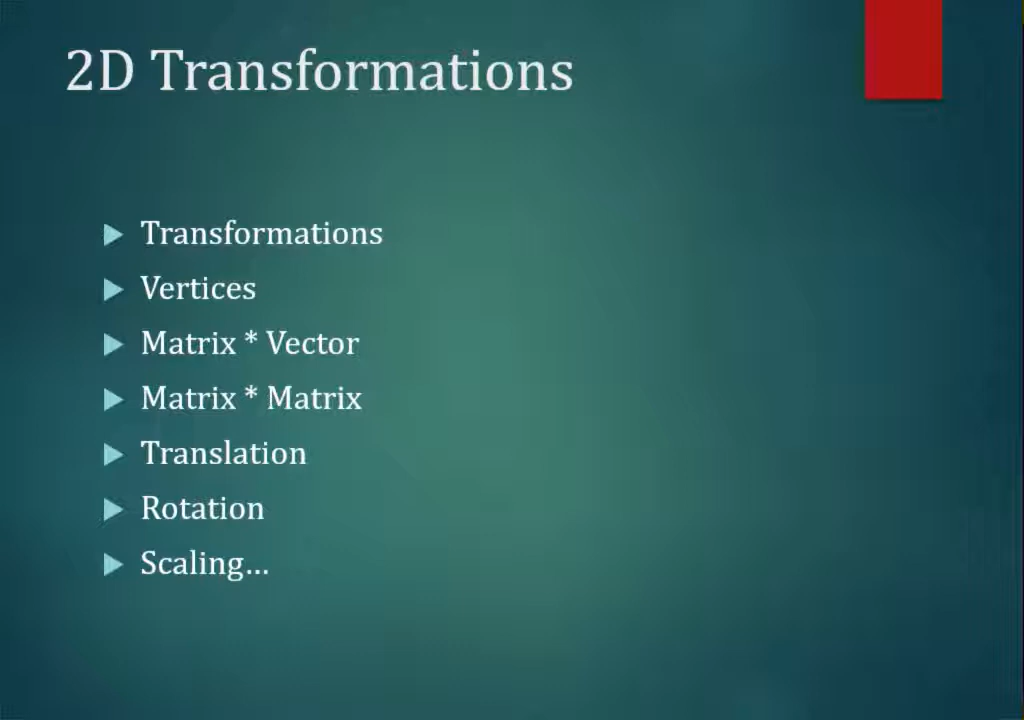 2D Transformations
Transformations
Vertices
Matrix * Vector
Matrix * Matrix
Translation
Rotation
Scaling...